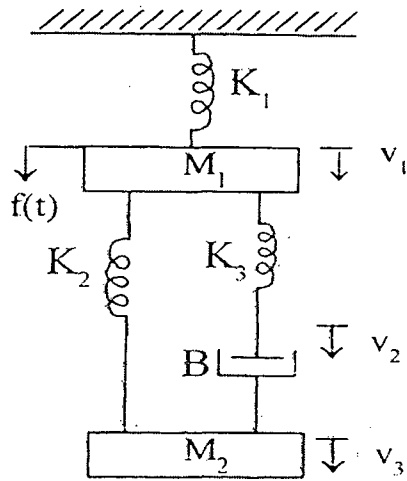 K₁
M₁
v₁
f(t)
K₂
K₃
B
v₂
M₂
v₃